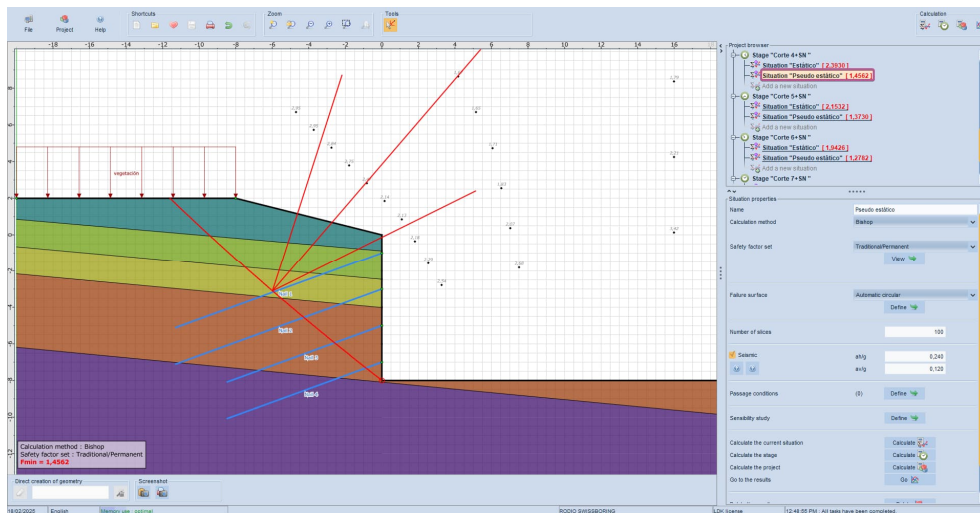 Shortcuts
Zoom
Tools
Calculation
File
Project
Help
-18 -16 -14 -12 -10 -8 -6 -4 -2 0 2 4 6 8 10 12 14 16
Project browser
Stage "Corte 4+SN "
Situation "Estático" [ 2,3930 ]
Situation "Pseudo estático" [ 1,4562 ]
Add a new situation
Stage "Corte 5+SN "
Situation "Estático" [ 2,1532 ]
Situation "Pseudo estático" [ 1,3730 ]
Add a new situation
Stage "Corte 6+SN "
Situation "Estático" [ 1,9426 ]
Situation "Pseudo estático" [ 1,2782 ]
Add a new situation
Stage "Corte 7+SN "
vegetación
Situation properties
Name
Pseudo estático
Calculation method
Bishop
Safety factor set
Traditional/Permanent
View
Failure surface
Automatic circular
Define
Number of slices
100
Seismic
ah/g
0,240
av/g
0,120
Passage conditions
(0)
Define
Sensibility study
Define
Calculate the current situation
Calculate
Calculate the stage
Calculate
Calculate the project
Calculate
Go to the results
Go
Calculation method : Bishop
Safety factor set : Traditional/Permanent
Fmin = 1,4562
Direct creation of geometry
Screenshot
18/02/2025
English
Memory use : optimal
RODIO SWISSBORING
LDK license
12:48:55 PM : All tasks have been completed.